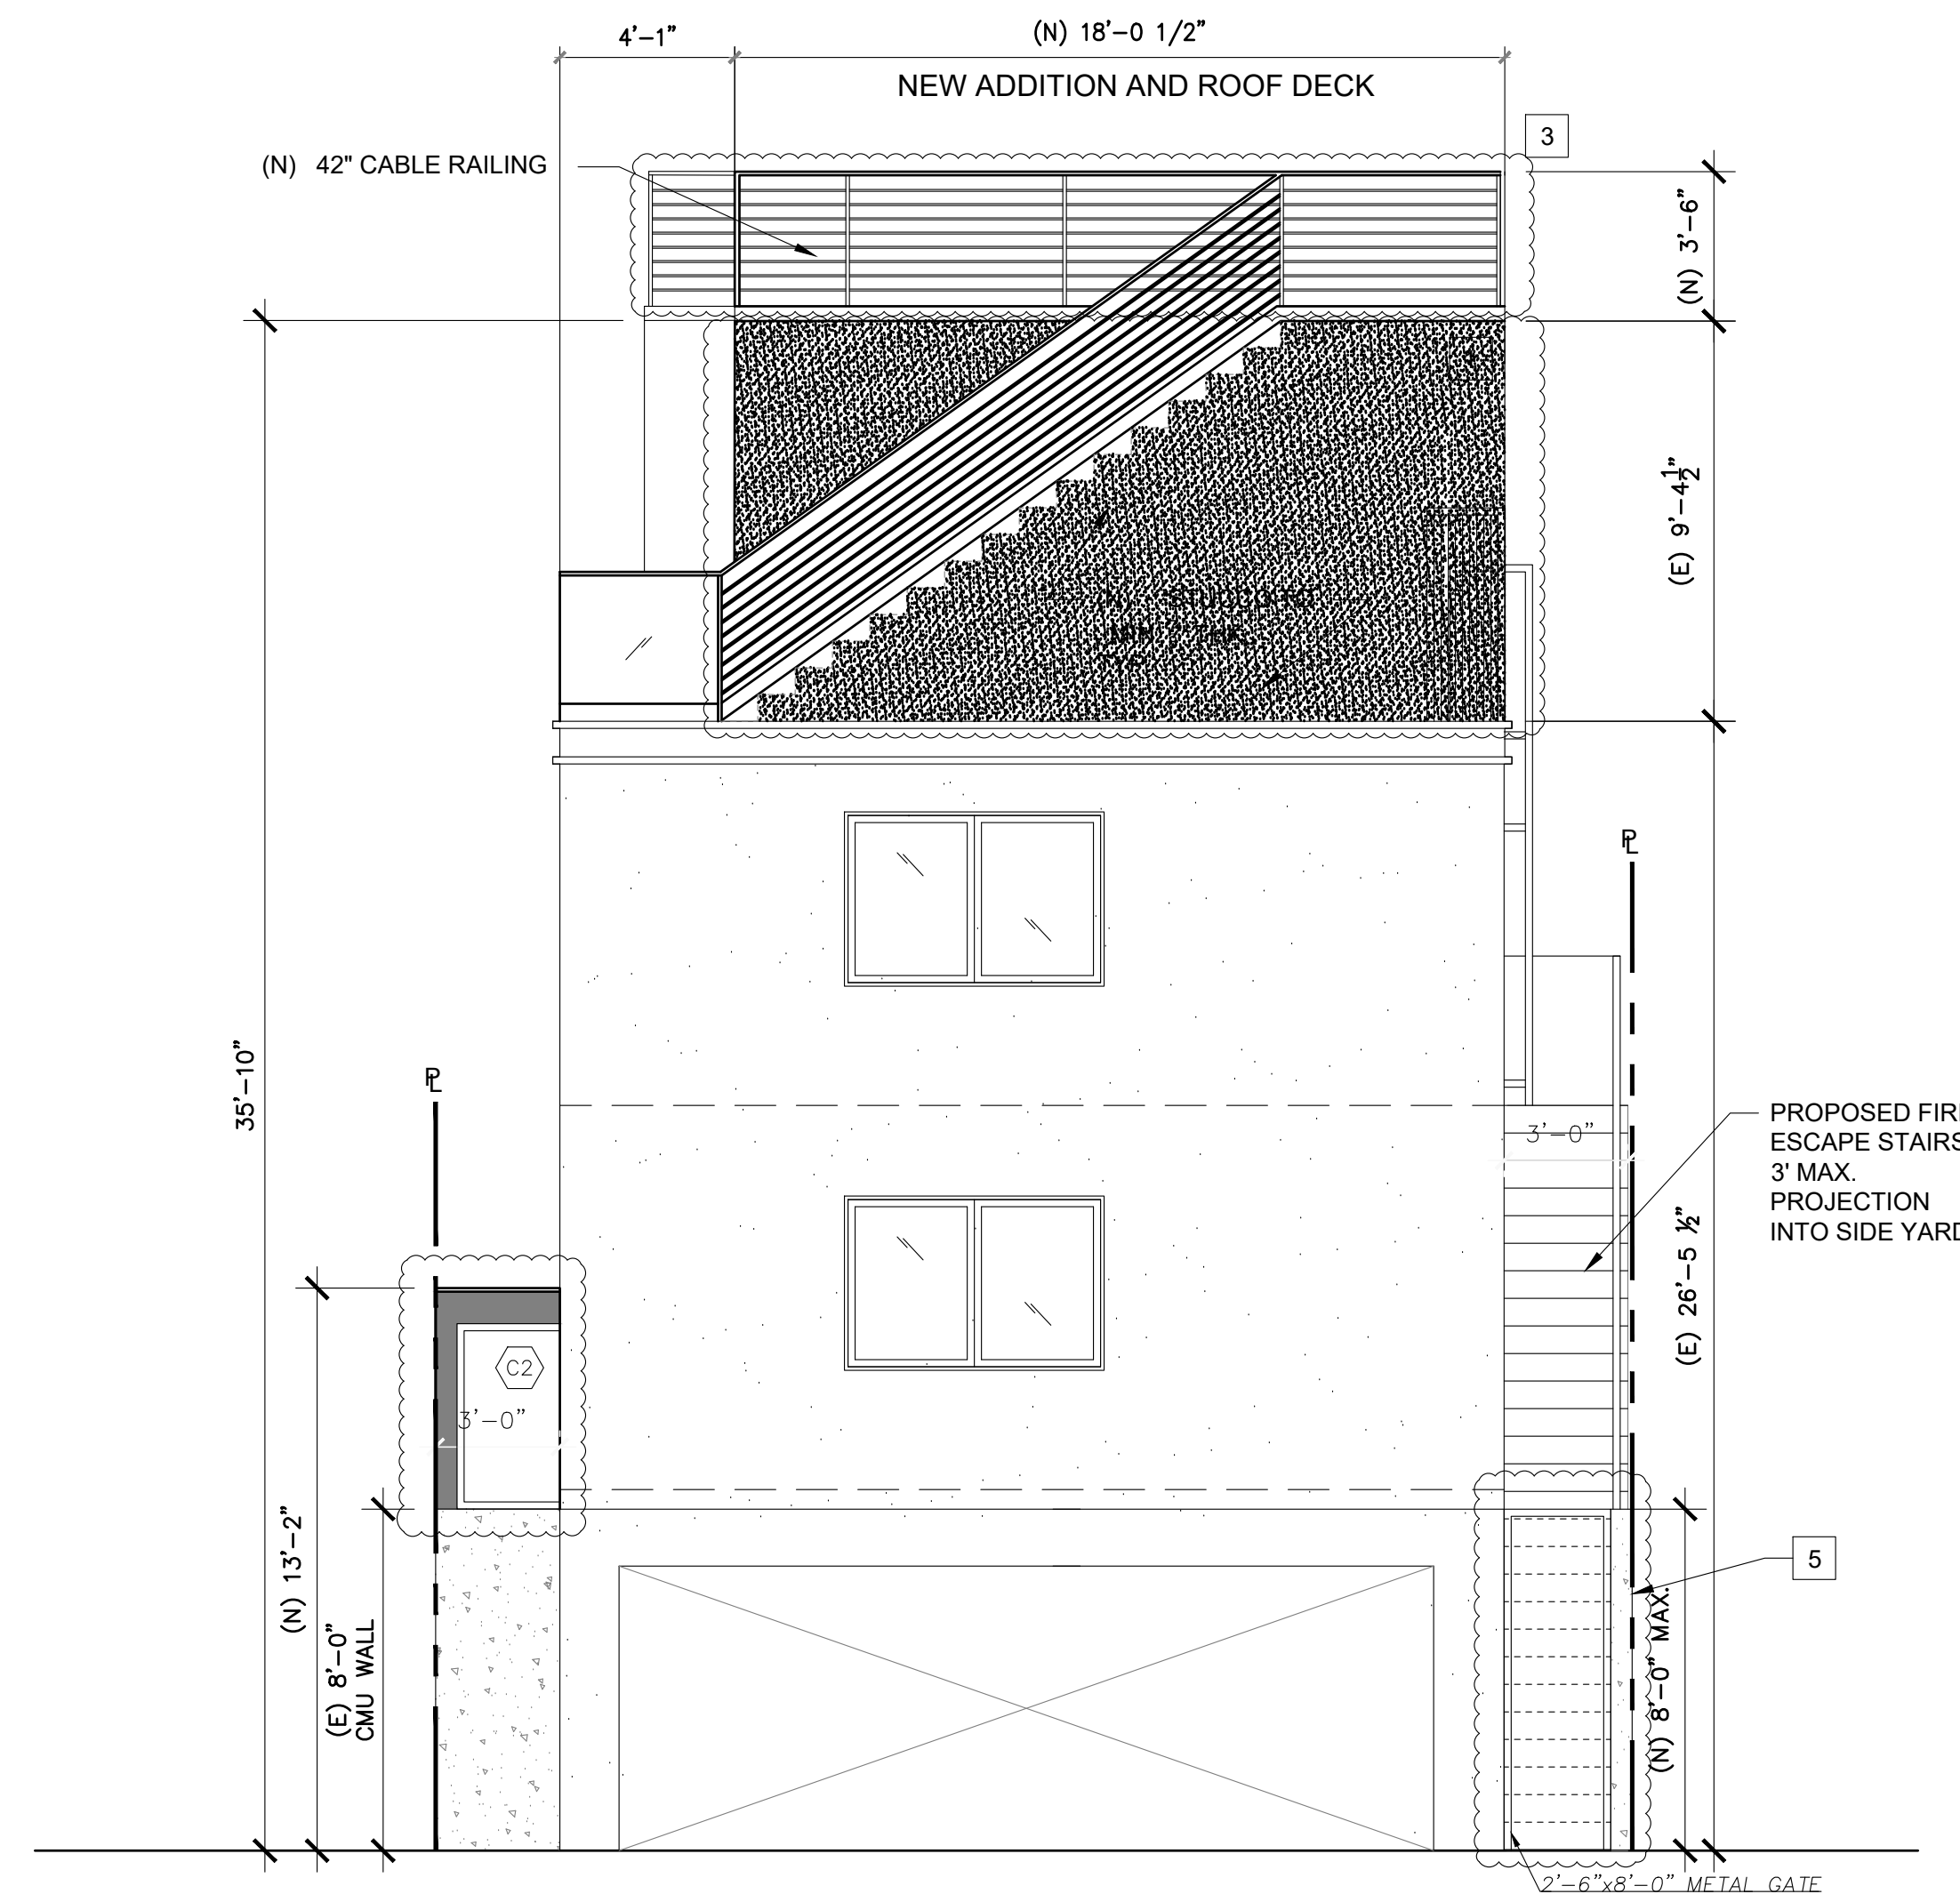 4'-1"
(N) 18'-0 1/2"
NEW ADDITION AND ROOF DECK
3
(N) 42" CABLE RAILING
(N) 3'-6"
(E) 9'-4 1/2"
35'-10"
PL
PL
3'-0"
PROPOSED FIR
ESCAPE STAIRS
3' MAX.
PROJECTION
INTO SIDE YARD
(E) 26'-5 ½"
C2
3'-0"
(N) 13'-2"
(E) 8'-0"
CMU WALL
5
(N) 8'-0" MAX.
2'-6"x8'-0" METAL GATE